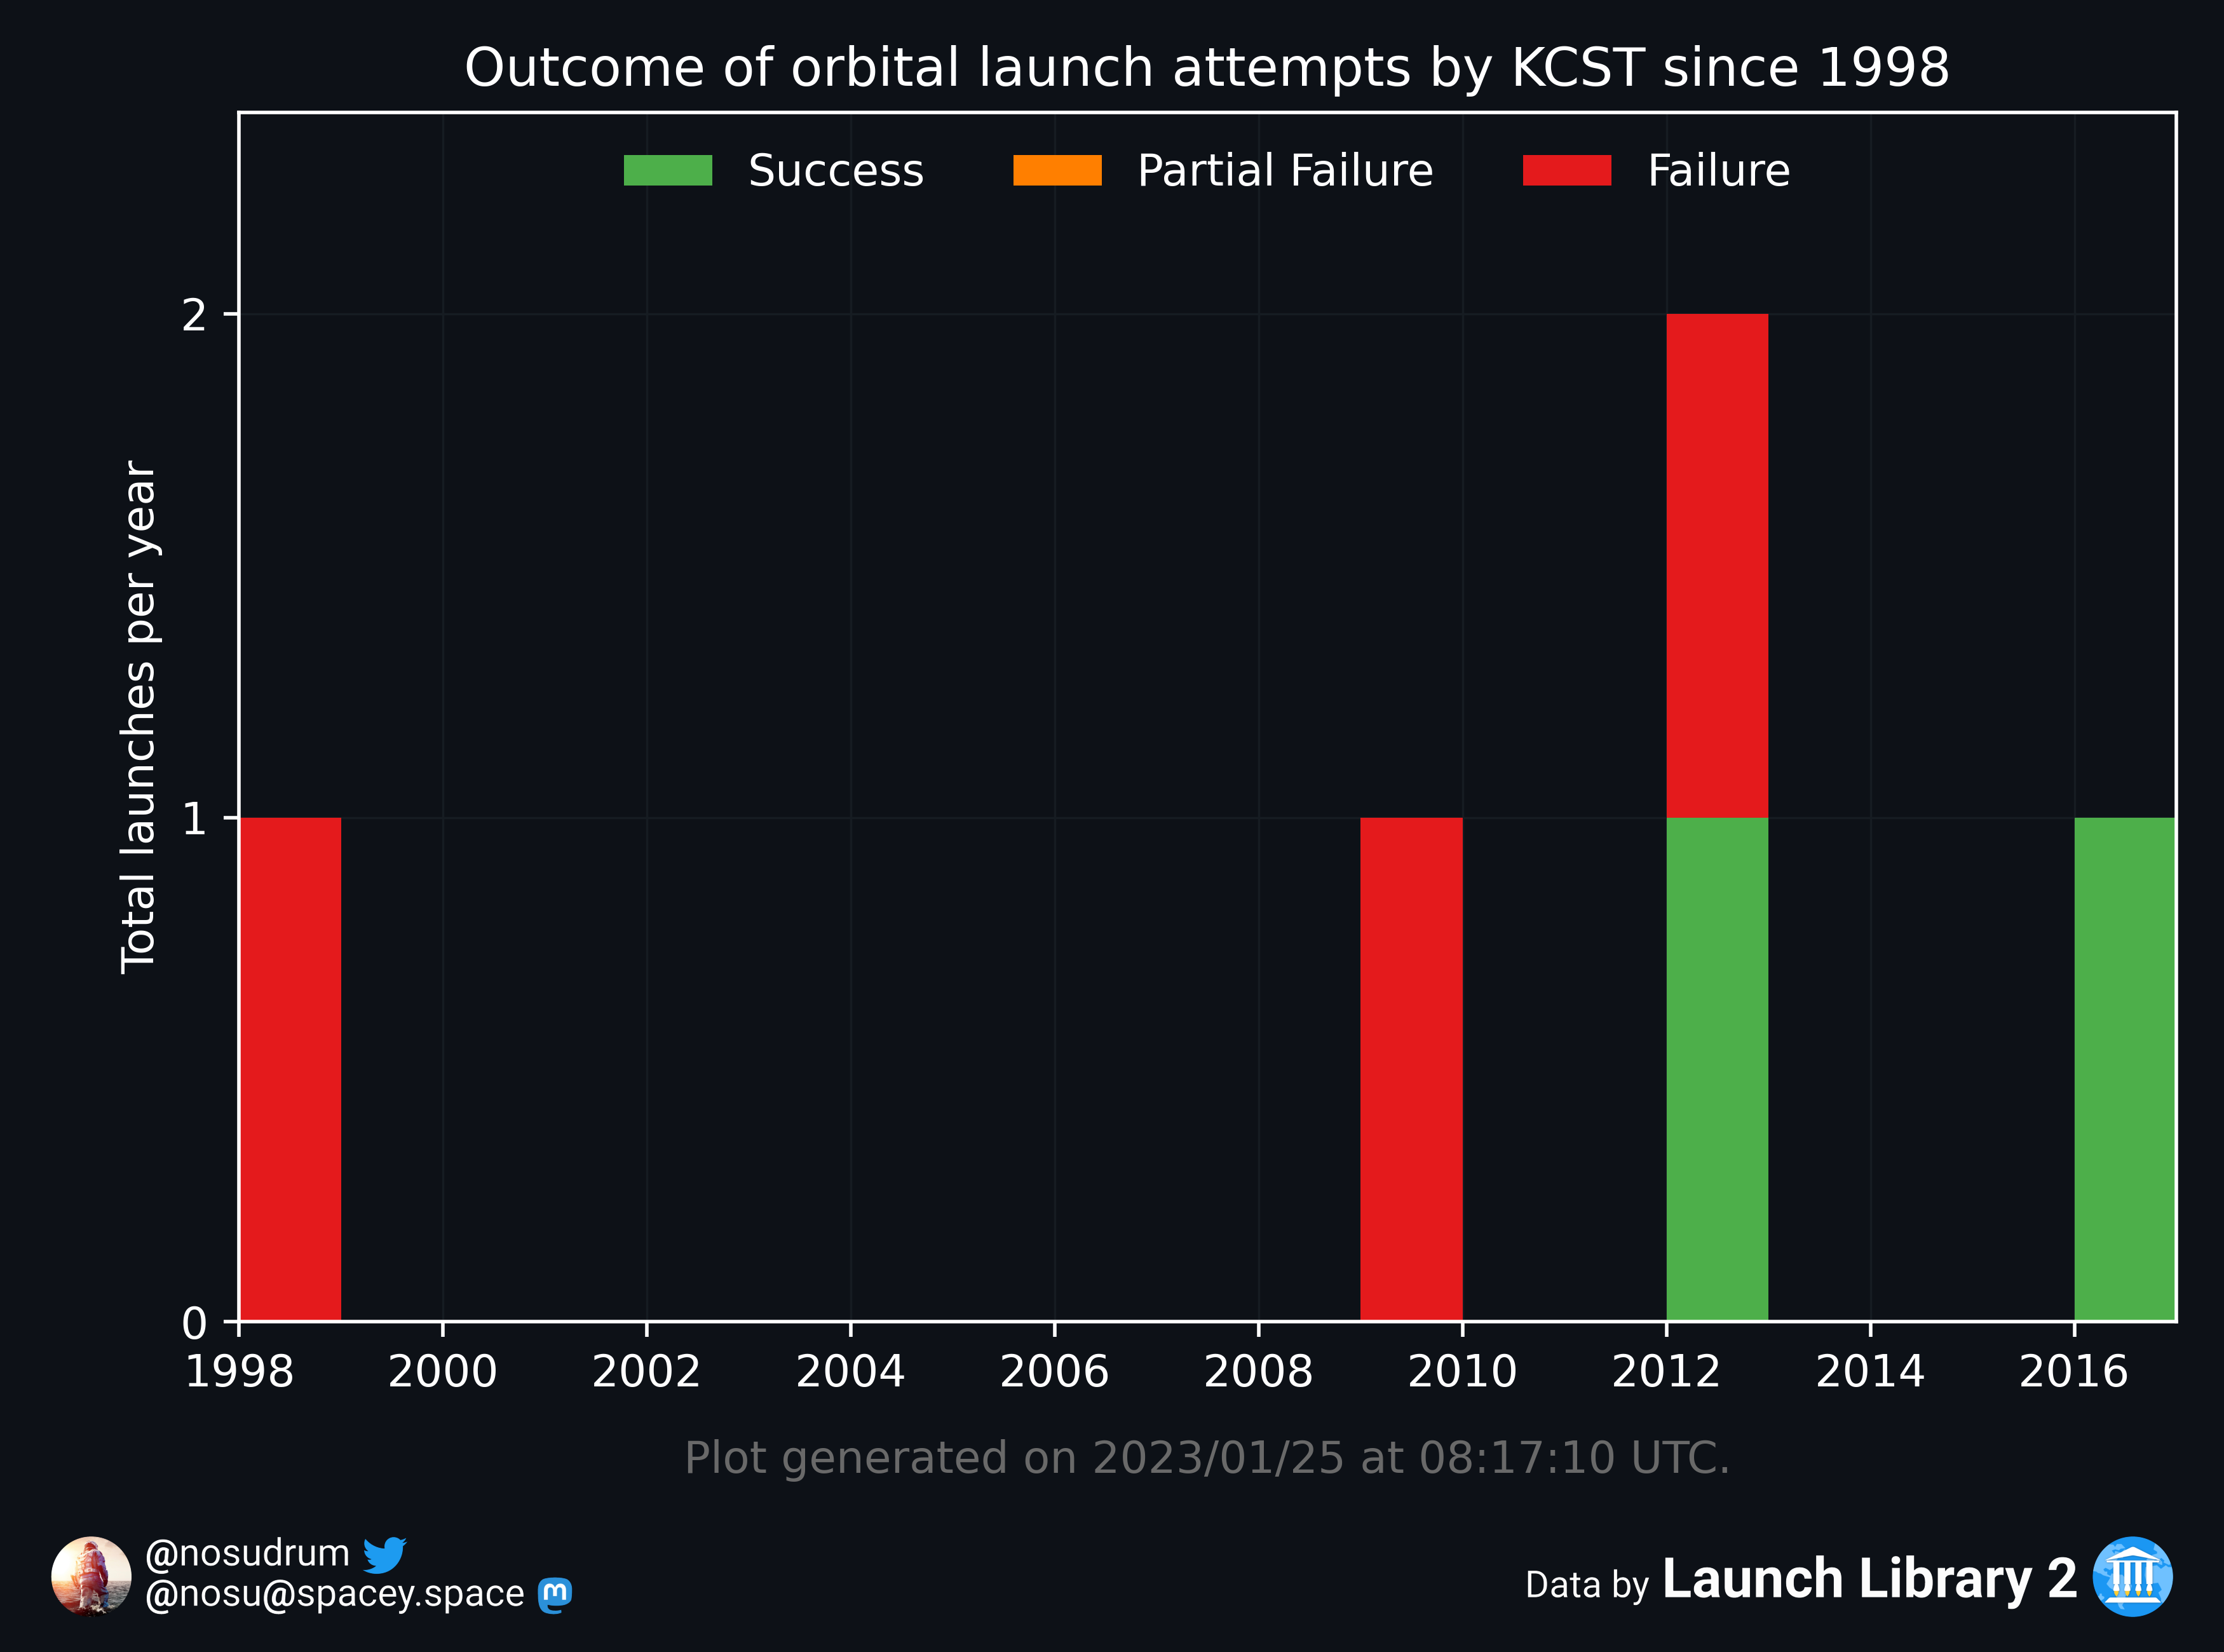 Outcome of orbital launch attempts by KCST since 1998
Success Partial Failure Failure
Total launches per year
2
1
0
1998 2000 2002 2004 2006 2008 2010 2012 2014 2016
Plot generated on 2023/01/25 at 08:17:10 UTC.
@nosudrum
@nosu@spacey.space
Data by Launch Library 2